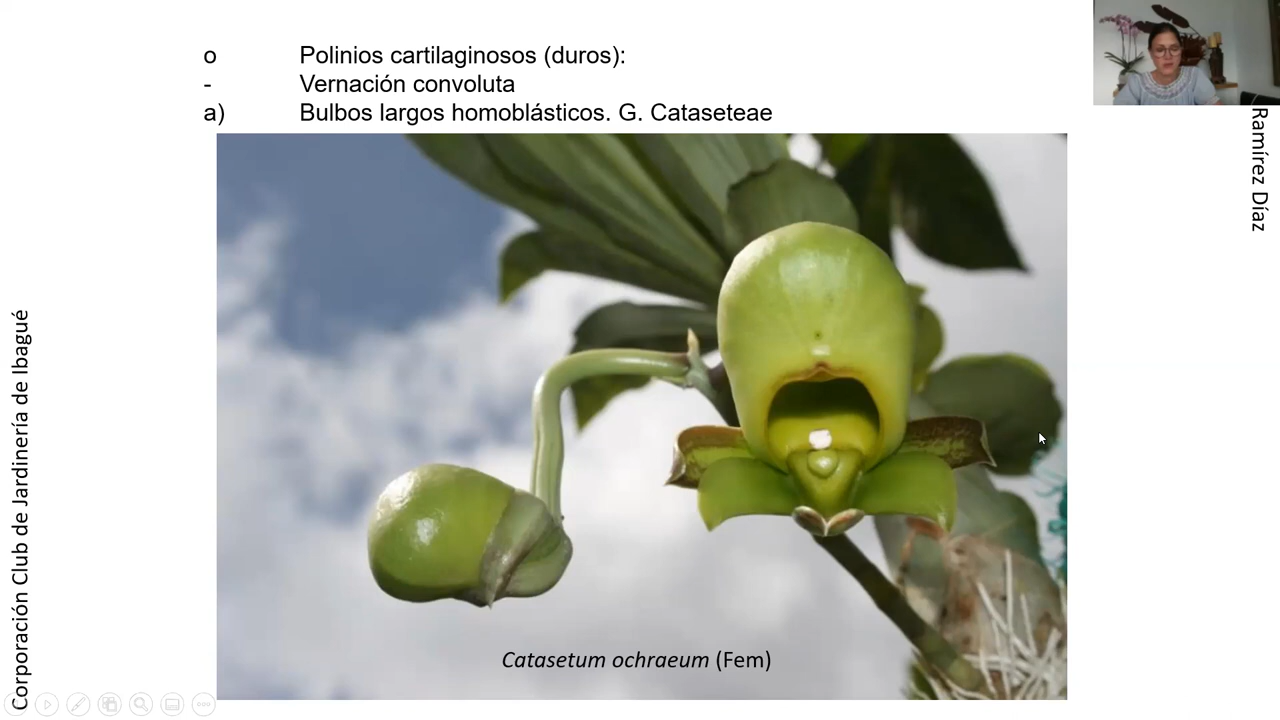 o Polinios cartilaginosos (duros):
- Vernación convoluta
a) Bulbos largos homoblásticos. G. Cataseteae
Ramírez Díaz
Corporación Club de Jardinería de Ibagué
Catasetum ochraeum (Fem)